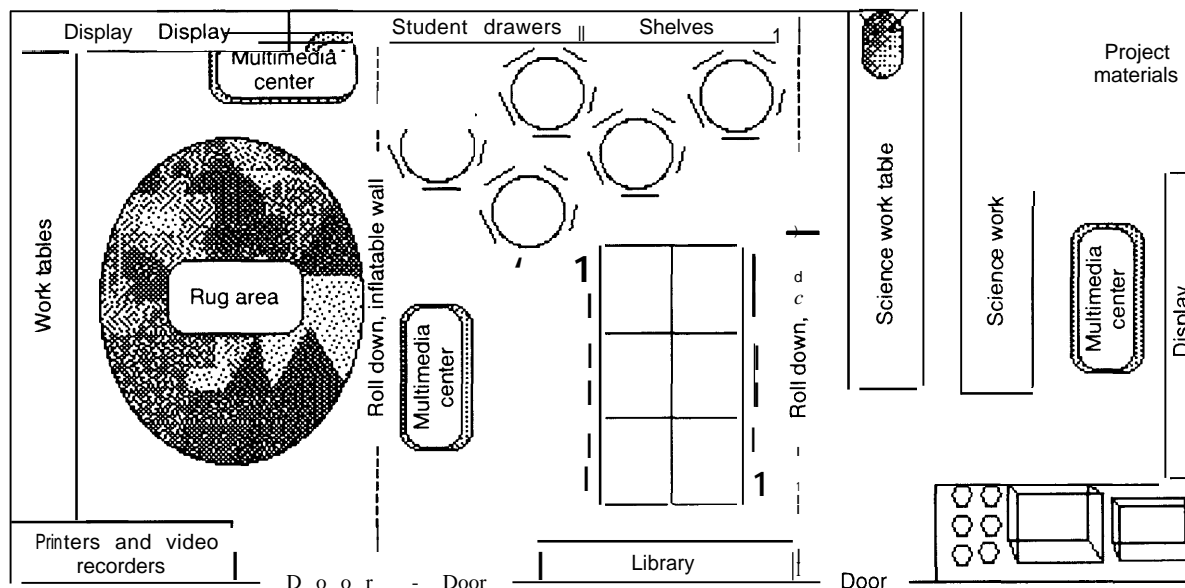 Display Display
Student drawers
Shelves
Multimedia
center
Project
materials
Work tables
Rug area
Roll down, inflatable wall
Multimedia
center
Roll down,
Science work table
Science work
Multimedia
center
Display
Printers and video
recorders
Door - Door
Library
Door